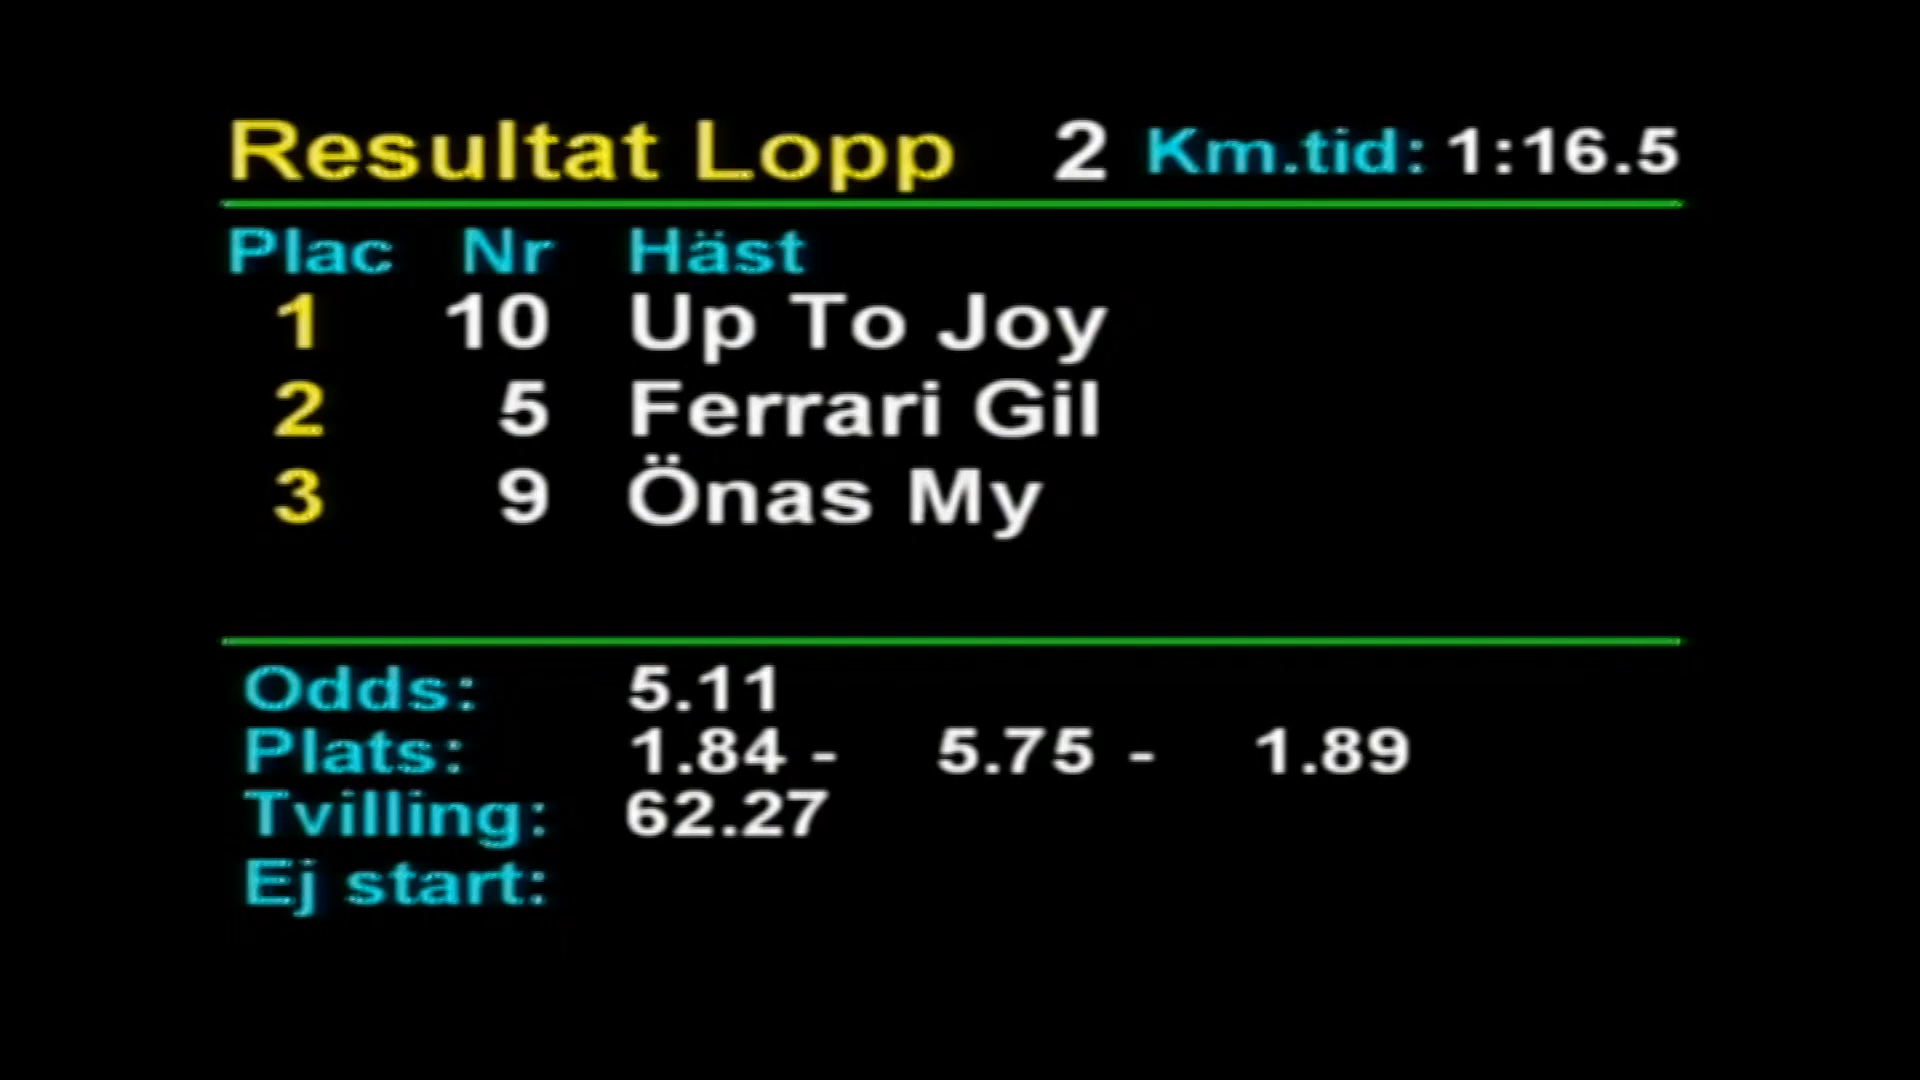 Resultat Lopp 2 Km.tid: 1:16.5
Plac Nr Häst
1 10 Up To Joy
2 5 Ferrari Gil
3 9 Önas My
Odds: 5.11
Plats: 1.84 - 5.75 - 1.89
Tvilling: 62.27
Ej start: